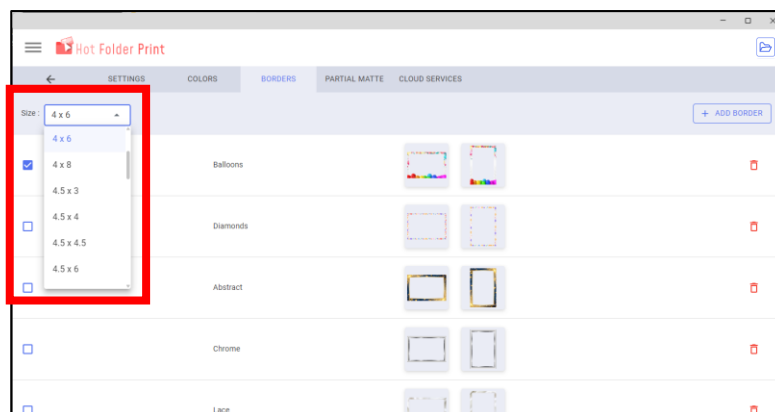 Hot Folder Print
SETTINGS COLORS BORDERS PARTIAL MATTE CLOUD SERVICES
Size : 4 x 6
+ ADD BORDER
4 x 6
4 x 8
4.5 x 3
4.5 x 4
4.5 x 4.5
4.5 x 6
Balloons
Diamonds
Abstract
Chrome
Lace